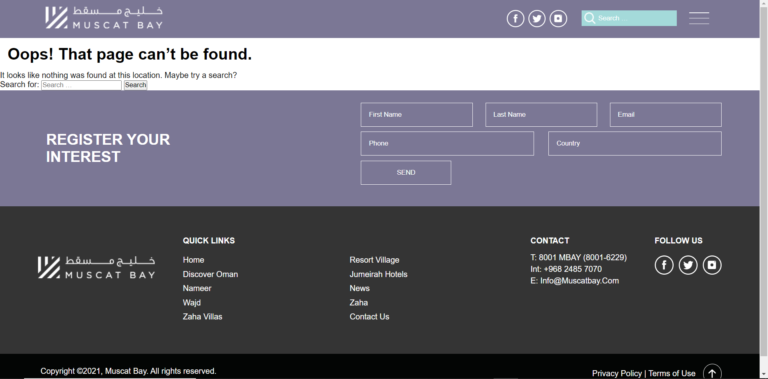 خليج مسقط
MUSCAT BAY
Search ...
Oops! That page can’t be found.
It looks like nothing was found at this location. Maybe try a search?
Search for: Search … Search
REGISTER YOUR
INTEREST
First Name
Last Name
Email
Phone
Country
SEND
خليج مسقط
MUSCAT BAY
QUICK LINKS
Home
Discover Oman
Nameer
Wajd
Zaha Villas
Resort Village
Jumeirah Hotels
News
Zaha
Contact Us
CONTACT
T: 8001 MBAY (8001-6229)
Int: +968 2485 7070
E: Info@Muscatbay.Com
FOLLOW US
Copyright ©2021, Muscat Bay. All rights reserved.
Privacy Policy | Terms of Use